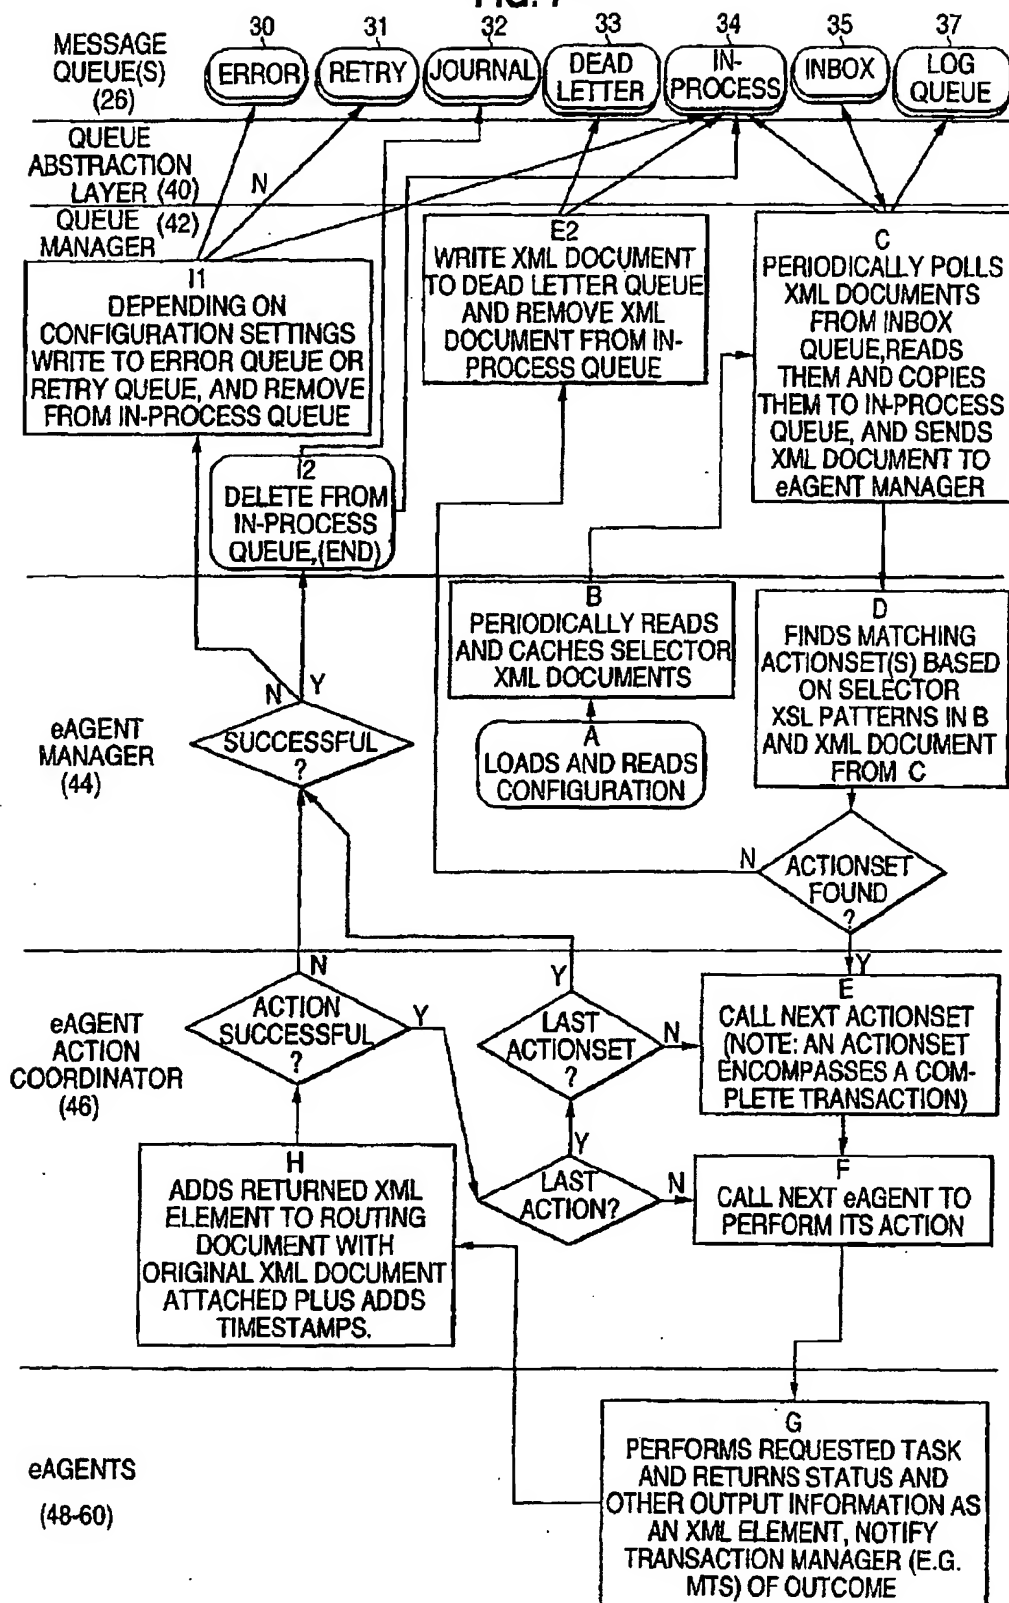 FIG. 7
30
31
32
33
34
35
37
MESSAGE
QUEUE(S)
(26)
ERROR
RETRY
JOURNAL
DEAD
LETTER
IN-
PROCESS
INBOX
LOG
QUEUE
QUEUE
ABSTRACTION
LAYER (40)
N
QUEUE (42)
MANAGER
I1
DEPENDING ON
CONFIGURATION SETTINGS
WRITE TO ERROR QUEUE OR
RETRY QUEUE, AND REMOVE
FROM IN-PROCESS QUEUE
E2
WRITE XML DOCUMENT
TO DEAD LETTER QUEUE
AND REMOVE XML
DOCUMENT FROM IN-
PROCESS QUEUE
C
PERIODICALLY POLLS
XML DOCUMENTS
FROM INBOX
QUEUE,READS
THEM AND COPIES
THEM TO IN-PROCESS
QUEUE, AND SENDS
XML DOCUMENT TO
eAGENT MANAGER
I2
DELETE FROM
IN-PROCESS
QUEUE,(END)
eAGENT
MANAGER
(44)
N
Y
SUCCESSFUL
?
B
PERIODICALLY READS
AND CACHES SELECTOR
XML DOCUMENTS
A
LOADS AND READS
CONFIGURATION
D
FINDS MATCHING
ACTIONSET(S) BASED
ON SELECTOR
XSL PATTERNS IN B
AND XML DOCUMENT
FROM C
N
ACTIONSET
FOUND
?
Y
eAGENT
ACTION
COORDINATOR
(46)
N
ACTION
SUCCESSFUL
?
Y
Y
LAST
ACTIONSET
?
N
E
CALL NEXT ACTIONSET
(NOTE: AN ACTIONSET
ENCOMPASSES A COM-
PLETE TRANSACTION)
H
ADDS RETURNED XML
ELEMENT TO ROUTING
DOCUMENT WITH
ORIGINAL XML DOCUMENT
ATTACHED PLUS ADDS
TIMESTAMPS.
Y
LAST
ACTION?
N
F
CALL NEXT eAGENT TO
PERFORM ITS ACTION
eAGENTS
(48-60)
G
PERFORMS REQUESTED TASK
AND RETURNS STATUS AND
OTHER OUTPUT INFORMATION AS
AN XML ELEMENT, NOTIFY
TRANSACTION MANAGER (E.G.
MTS) OF OUTCOME